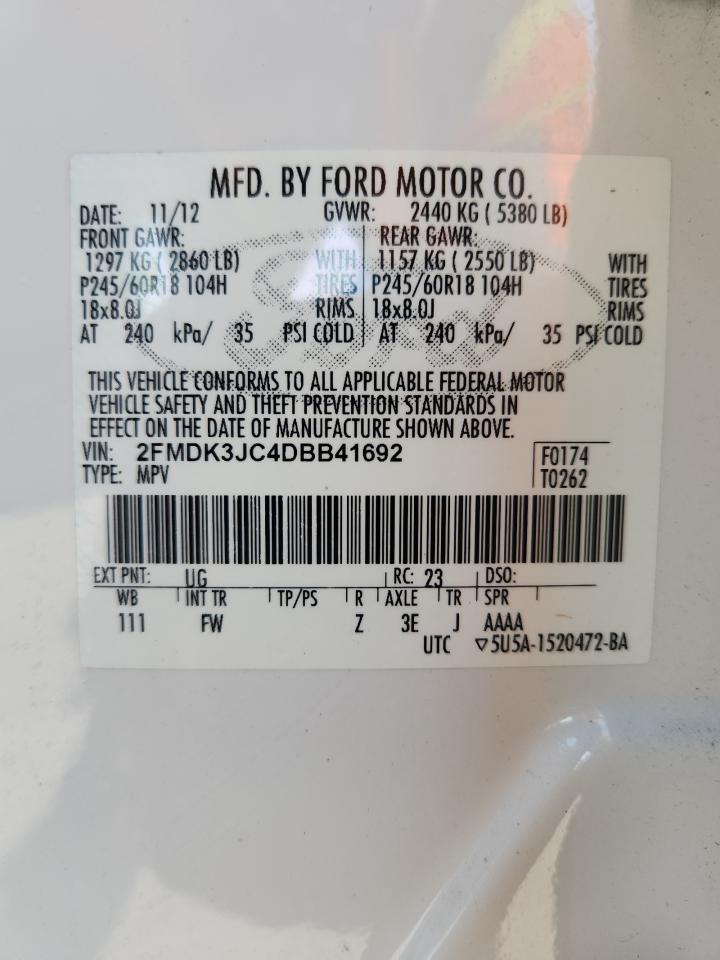 MFD. BY FORD MOTOR CO.
DATE: 11/12 GVWR: 2440 KG ( 5380 LB)
FRONT GAWR: REAR GAWR:
1297 KG ( 2860 LB) WITH 1157 KG ( 2550 LB) WITH
P245/60R18 104H TIRES P245/60R18 104H TIRES
18x8.0J RIMS 18x8.0J RIMS
AT 240 kPa/ 35 PSI COLD AT 240 kPa/ 35 PSI COLD
THIS VEHICLE CONFORMS TO ALL APPLICABLE FEDERAL MOTOR
VEHICLE SAFETY AND THEFT PREVENTION STANDARDS IN
EFFECT ON THE DATE OF MANUFACTURE SHOWN ABOVE.
VIN: 2FMDK3JC4DBB41692 F0174
TYPE: MPV T0262
EXT PNT: UG RC: 23 DSO:
WB INT TR TP/PS R AXLE TR SPR
111 FW Z 3E J AAAA
UTC ▽5U5A-1520472-BA